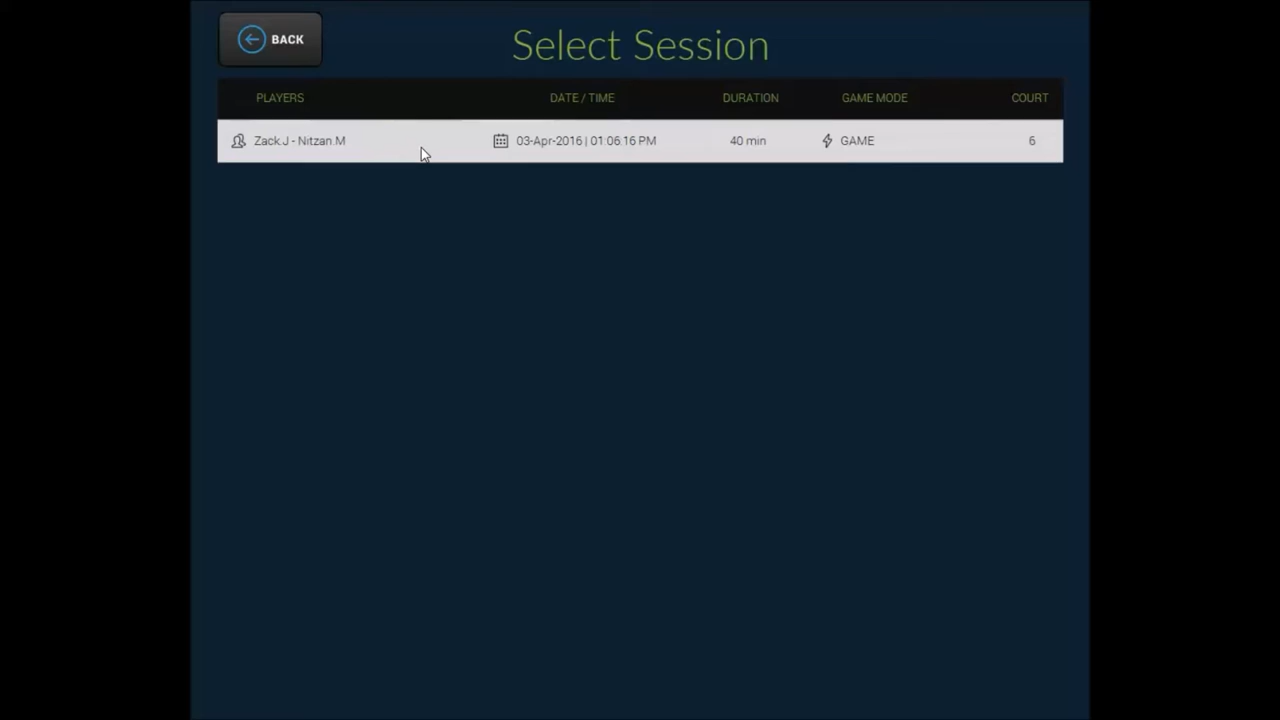 BACK
Select Session
PLAYERS DATE / TIME DURATION GAME MODE COURT
Zack.J - Nitzan.M 03-Apr-2016 | 01:06:16 PM 40 min GAME 6